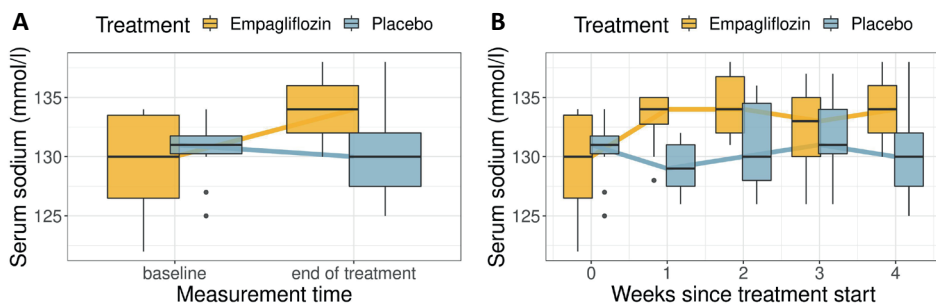 A
Treatment Empagliflozin Placebo
Serum sodium (mmol/l)
135
130
125
baseline end of treatment
Measurement time
B
Treatment Empagliflozin Placebo
Serum sodium (mmol/l)
135
130
125
0 1 2 3 4
Weeks since treatment start